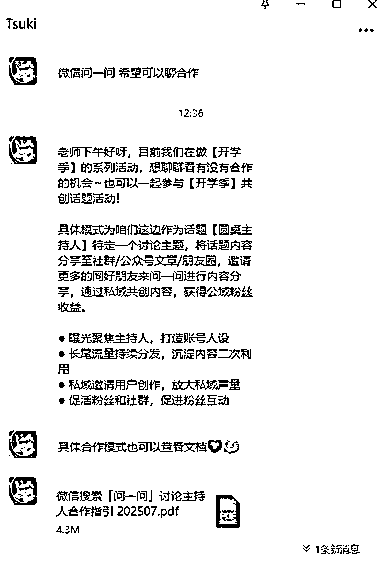 Tsuki
微信问一问 希望可以聊合作
12:36
老师下午好呀，目前我们在做【开学
季】的系列活动，想聊聊看有没有合作
的机会~也可以一起参与【开学季】共
创话题活动！
具体模式为咱们这边作为话题【圆桌主
持人】特定一个讨论主题，将话题内容
分享至社群/公众号文章/朋友圈，邀请
更多的同好朋友来问一问进行内容分
享，通过私域共创内容，获得公域粉丝
收益。
● 曝光聚焦主持人，打造账号人设
● 长尾流量持续分发，沉淀内容二次利
用
● 私域邀请用户创作，放大私域声量
● 促活粉丝和社群，促进粉丝互动
具体合作模式也可以查看文档
微信搜索「问一问」讨论主持
人合作指引 202507.pdf
4.3M
1条新消息